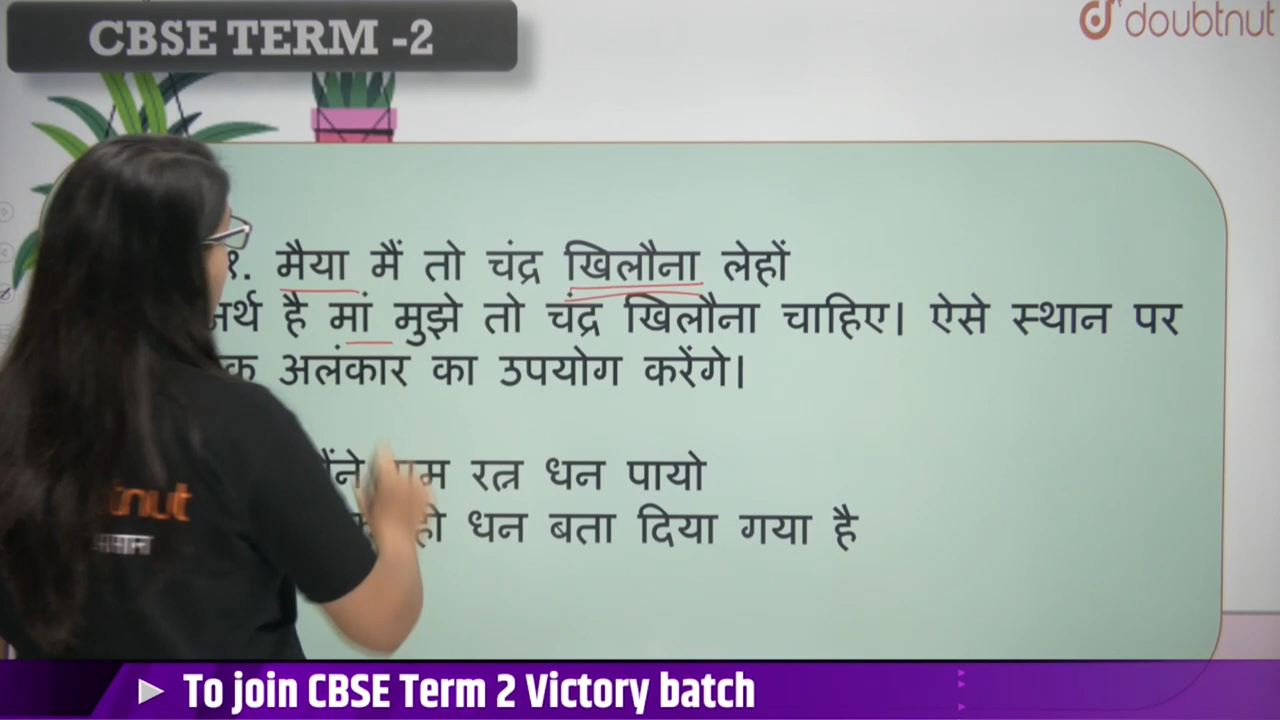 CBSE TERM -2
doubtnut
१. मैया मैं तो चंद्र खिलौना लेहों
है मां मुझे तो चंद्र खिलौना चाहिए। ऐसे स्थान पर
अलंकार का उपयोग करेंगे।
रत्न धन पायो
धन बता दिया गया है
To join CBSE Term 2 Victory batch